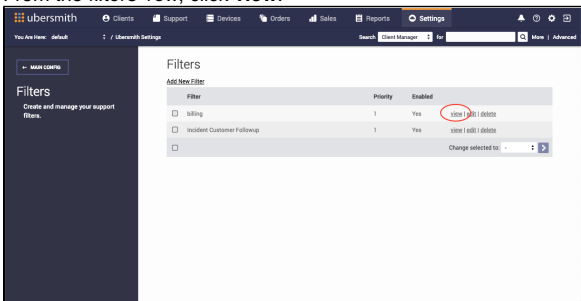 From the filters row, click view.
ubersmith Clients Support Devices Orders Sales Reports Settings
You Are Here: default / Ubersmith Settings Search Client Manager for More | Advanced
← MAIN CONFIG
Filters
Create and manage your support
filters.
Filters
Add New Filter
Filter Priority Enabled
billing 1 Yes view | edit | delete
Incident Customer Followup 1 Yes view | edit | delete
Change selected to: -